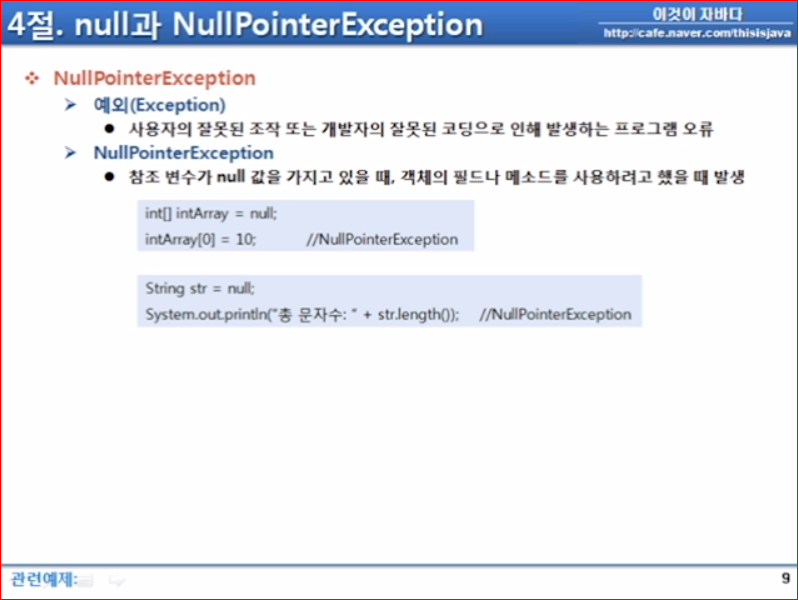 4절. null과 NullPointerException
이것이 자바다
http://cafe.naver.com/thisisjava
❖ NullPointerException
➤ 예외(Exception)
● 사용자의 잘못된 조작 또는 개발자의 잘못된 코딩으로 인해 발생하는 프로그램 오류
➤ NullPointerException
● 참조 변수가 null 값을 가지고 있을 때, 객체의 필드나 메소드를 사용하려고 했을 때 발생
int[] intArray = null;
intArray[0] = 10; //NullPointerException
String str = null;
System.out.println("총 문자수: " + str.length()); //NullPointerException
관련예제:
9